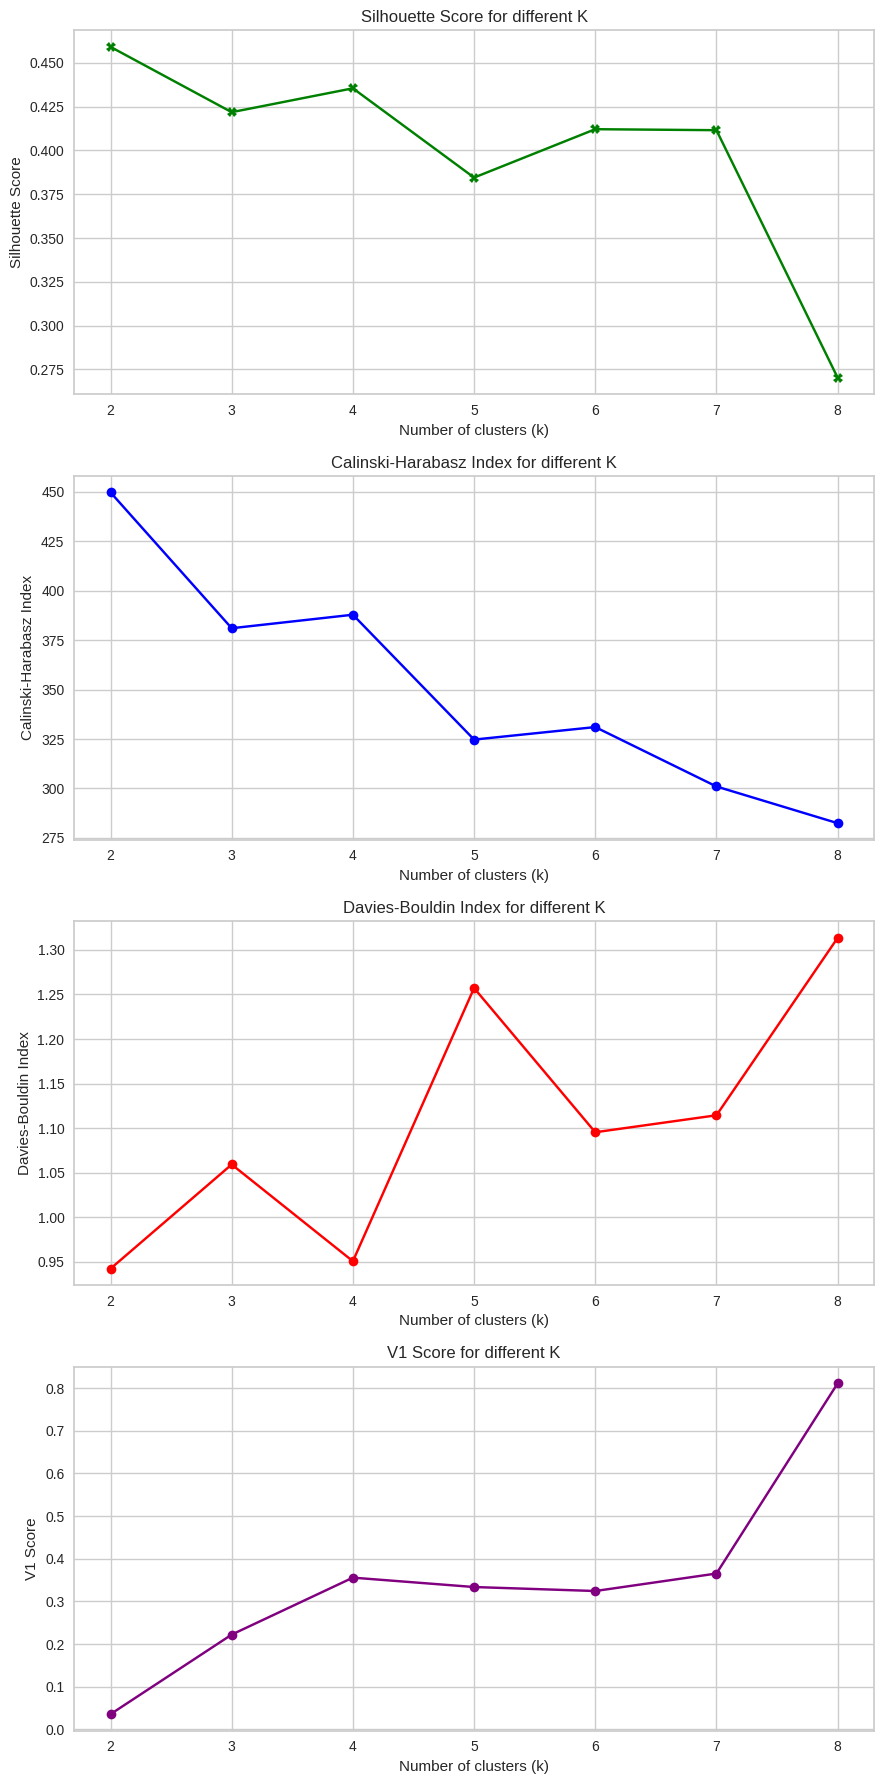 Silhouette Score for different K
Silhouette Score
0.450
0.425
0.400
0.375
0.350
0.325
0.300
0.275
2 3 4 5 6 7 8
Number of clusters (k)
Calinski-Harabasz Index for different K
Calinski-Harabasz Index
450
425
400
375
350
325
300
275
2 3 4 5 6 7 8
Number of clusters (k)
Davies-Bouldin Index for different K
Davies-Bouldin Index
1.30
1.25
1.20
1.15
1.10
1.05
1.00
0.95
2 3 4 5 6 7 8
Number of clusters (k)
V1 Score for different K
V1 Score
0.8
0.7
0.6
0.5
0.4
0.3
0.2
0.1
0.0
2 3 4 5 6 7 8
Number of clusters (k)